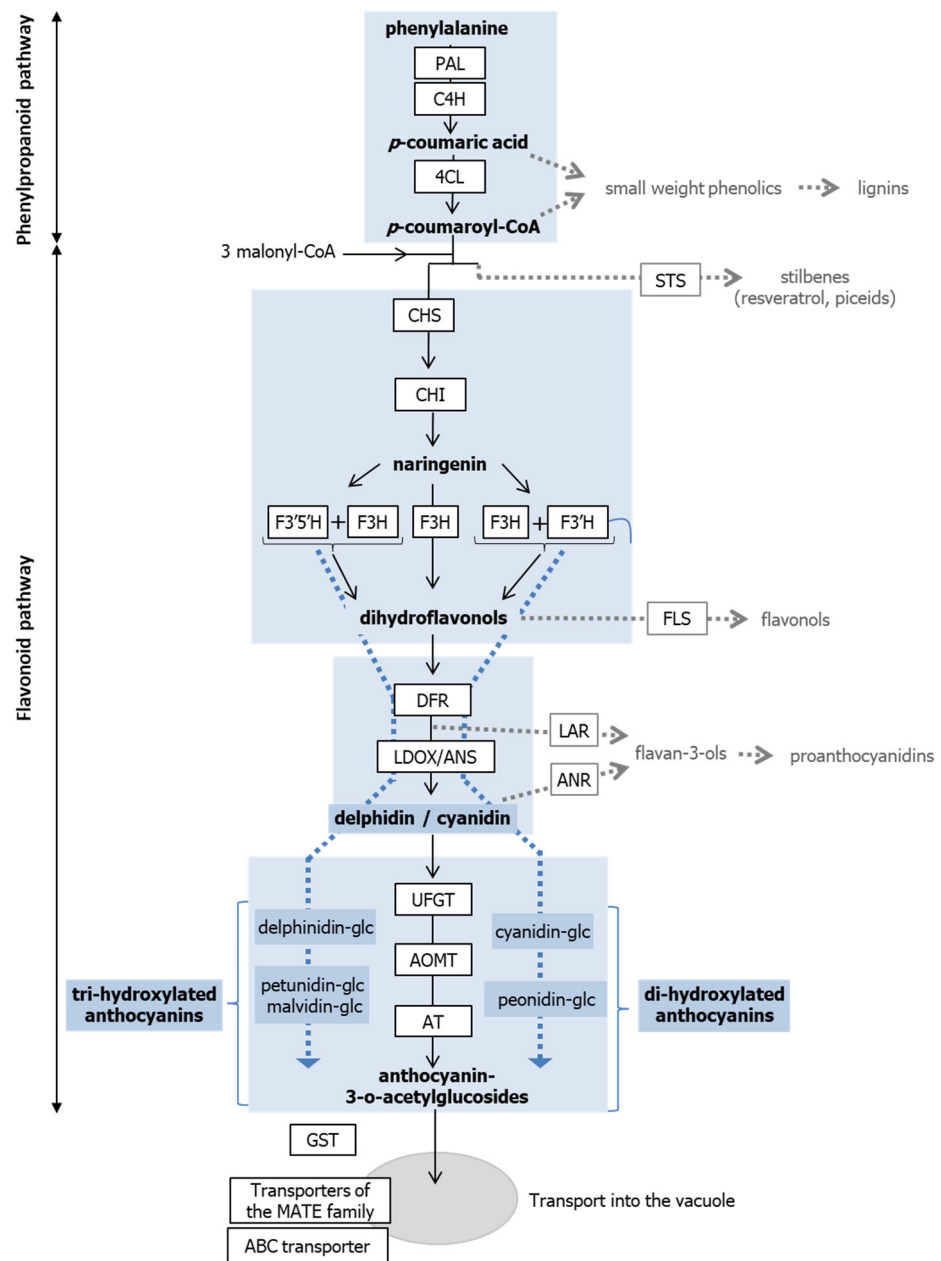 Phenylpropanoid pathway
phenylalanine
PAL
C4H
p-coumaric acid
4CL
small weight phenolics
lignins
p-coumaroyl-CoA
Flavonoid pathway
3 malonyl-CoA
STS
stilbenes
(resveratrol, piceids)
CHS
CHI
naringenin
F3'5'H
+
F3H
F3H
F3H
+
F3'H
dihydroflavonols
FLS
flavonols
DFR
LAR
LDOX/ANS
flavan-3-ols
proanthocyanidins
ANR
delphidin / cyanidin
UFGT
delphinidin-glc
cyanidin-glc
AOMT
tri-hydroxylated
anthocyanins
petunidin-glc
malvidin-glc
peonidin-glc
di-hydroxylated
anthocyanins
AT
anthocyanin-
3-o-acetylglucosides
GST
Transporters of
the MATE family
Transport into the vacuole
ABC transporter